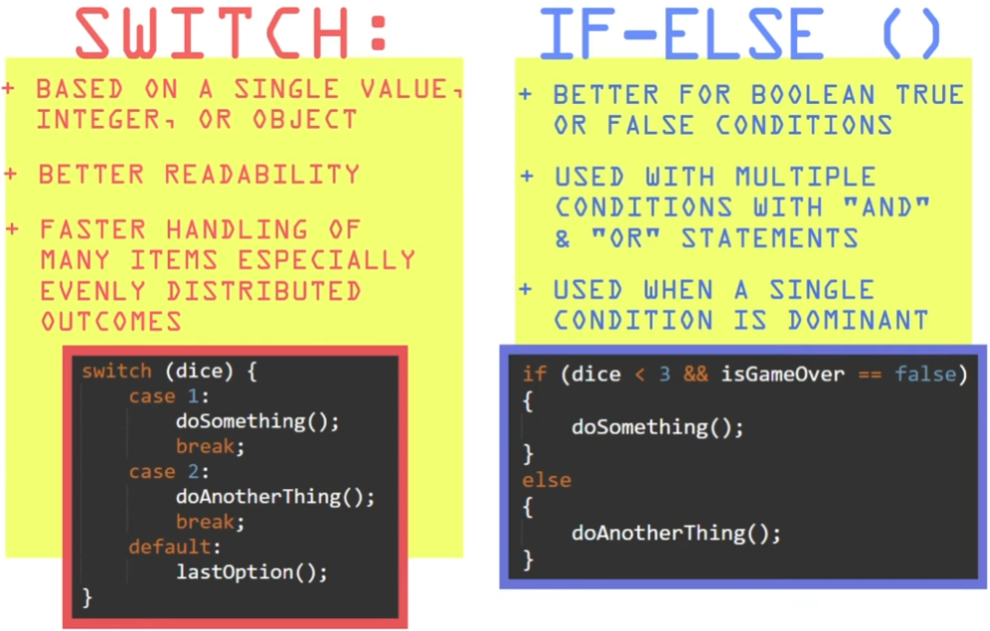 SWITCH:
+ BASED ON A SINGLE VALUE,
INTEGER, OR OBJECT
+ BETTER READABILITY
+ FASTER HANDLING OF
MANY ITEMS ESPECIALLY
EVENLY DISTRIBUTED
OUTCOMES
switch (dice) {
case 1:
doSomething();
break;
case 2:
doAnotherThing();
break;
default:
lastOption();
}
IF-ELSE ()
+ BETTER FOR BOOLEAN TRUE
OR FALSE CONDITIONS
+ USED WITH MULTIPLE
CONDITIONS WITH "AND"
& "OR" STATEMENTS
+ USED WHEN A SINGLE
CONDITION IS DOMINANT
if (dice < 3 && isGameOver == false)
{
doSomething();
}
else
{
doAnotherThing();
}